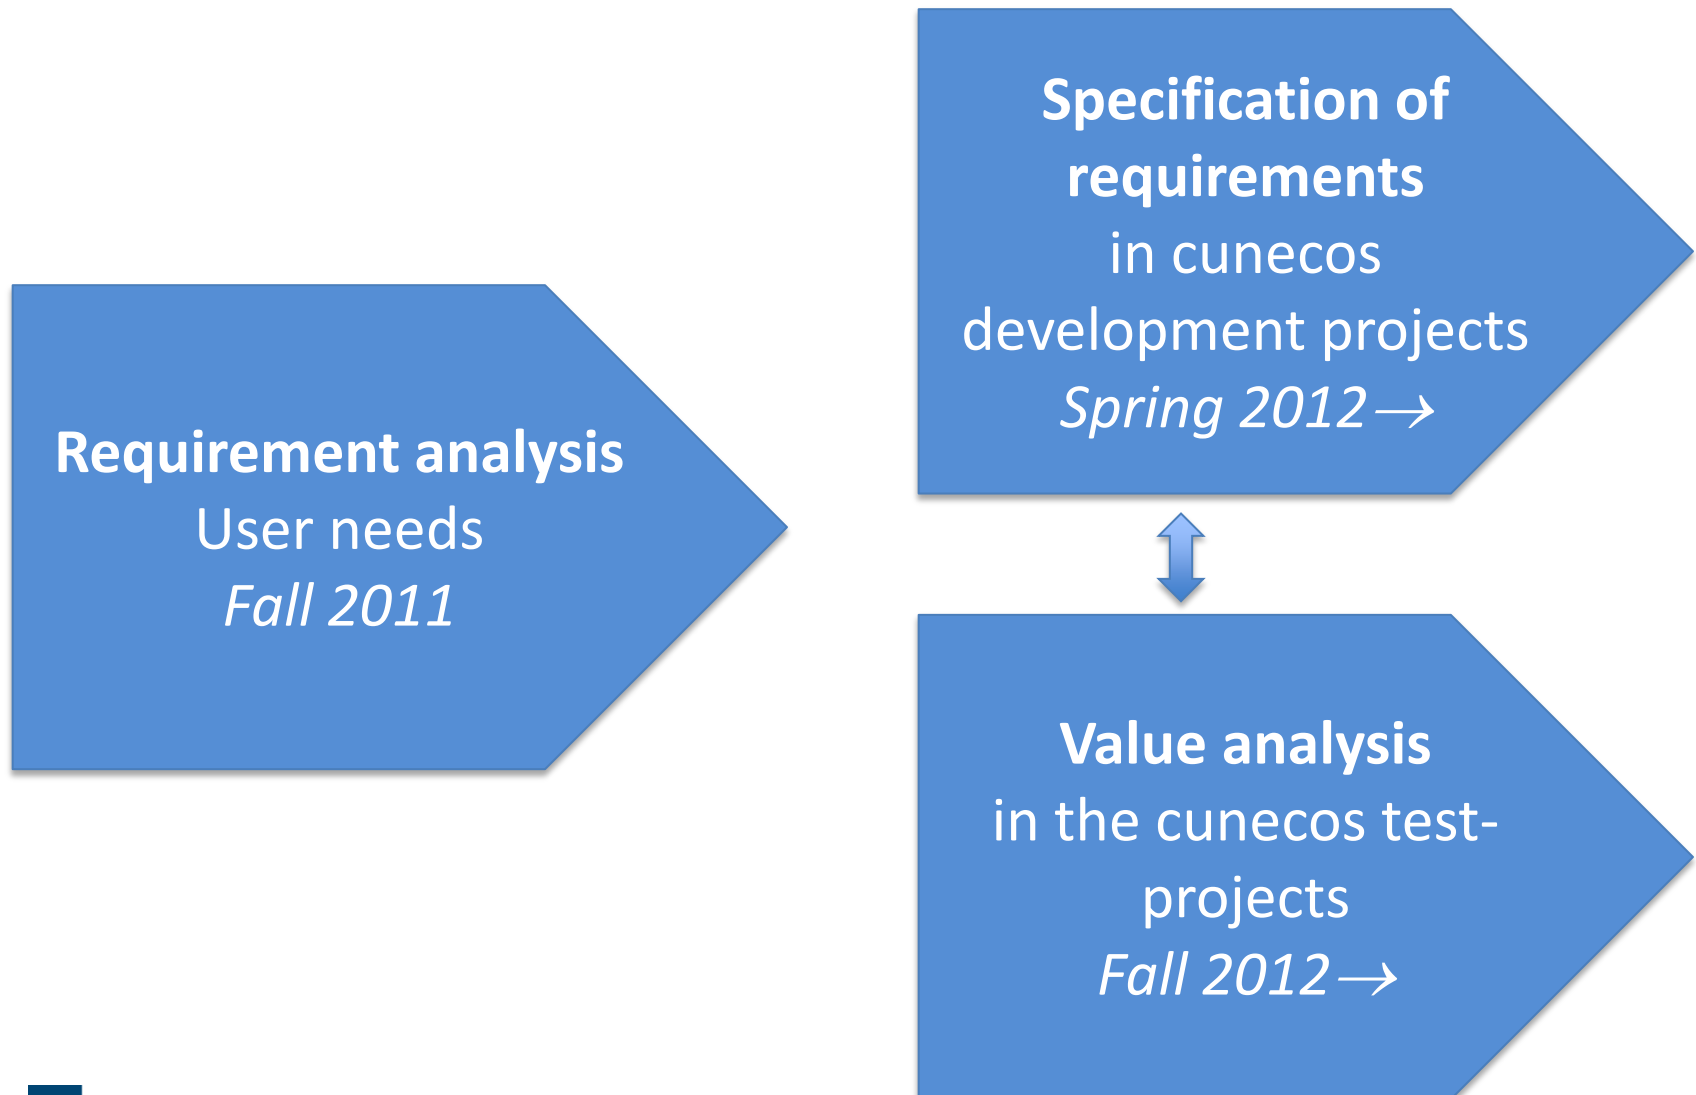 Requirement analysis
User needs
Fall 2011
Specification of
requirements
in cunecos
development projects
Spring 2012→
Value analysis
in the cunecos test-
projects
Fall 2012→